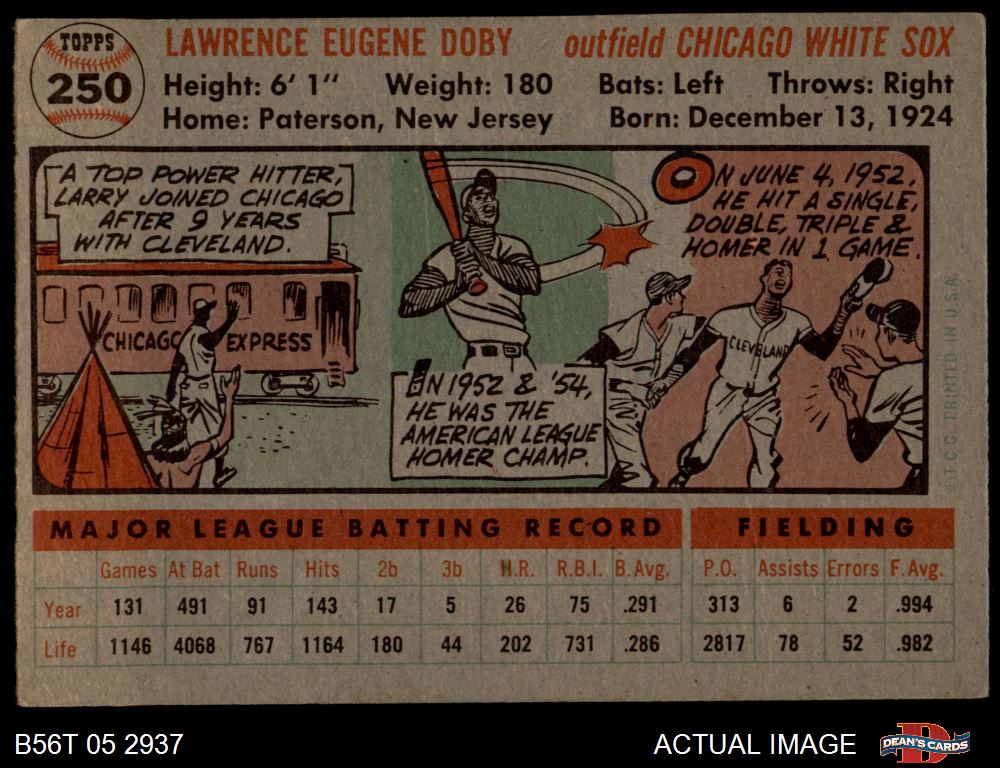 TOPPS
250
LAWRENCE EUGENE DOBY outfield CHICAGO WHITE SOX
Height: 6' 1" Weight: 180 Bats: Left Throws: Right
Home: Paterson, New Jersey Born: December 13, 1924
A TOP POWER HITTER,
LARRY JOINED CHICAGO
AFTER 9 YEARS
WITH CLEVELAND.
CHICAGO EXPRESS
IN 1952 & '54,
HE WAS THE
AMERICAN LEAGUE
HOMER CHAMP.
ON JUNE 4, 1952,
HE HIT A SINGLE,
DOUBLE, TRIPLE &
HOMER IN 1 GAME.
CLEVELAND
© T.C.G. PRINTED IN U.S.A.
MAJOR LEAGUE BATTING RECORD FIELDING
Games At Bat Runs Hits 2b 3b H.R. R.B.I. B.Avg. P.O. Assists Errors F.Avg.
Year 131 491 91 143 17 5 26 75 .291 313 6 2 .994
Life 1146 4068 767 1164 180 44 202 731 .286 2817 78 52 .982
B56T 05 2937 ACTUAL IMAGE DEAN'S CARDS